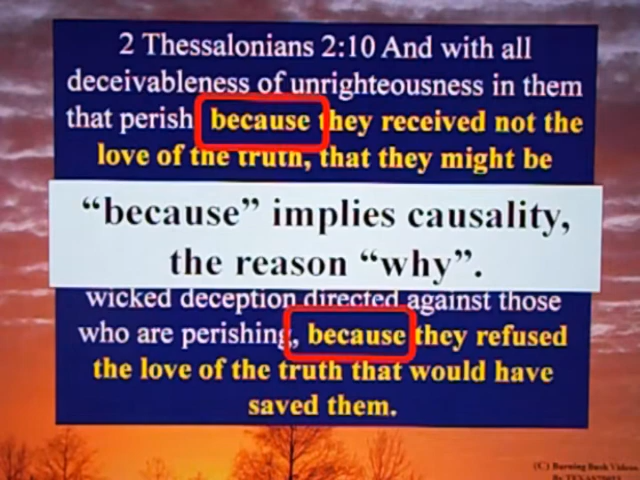 2 Thessalonians 2:10 And with all
deceivableness of unrighteousness in them
that perish because they received not the
love of the truth, that they might be
“because” implies causality,
the reason “why”.
wicked deception directed against those
who are perishing, because they refused
the love of the truth that would have
saved them.
(C) Burning Bush Videos